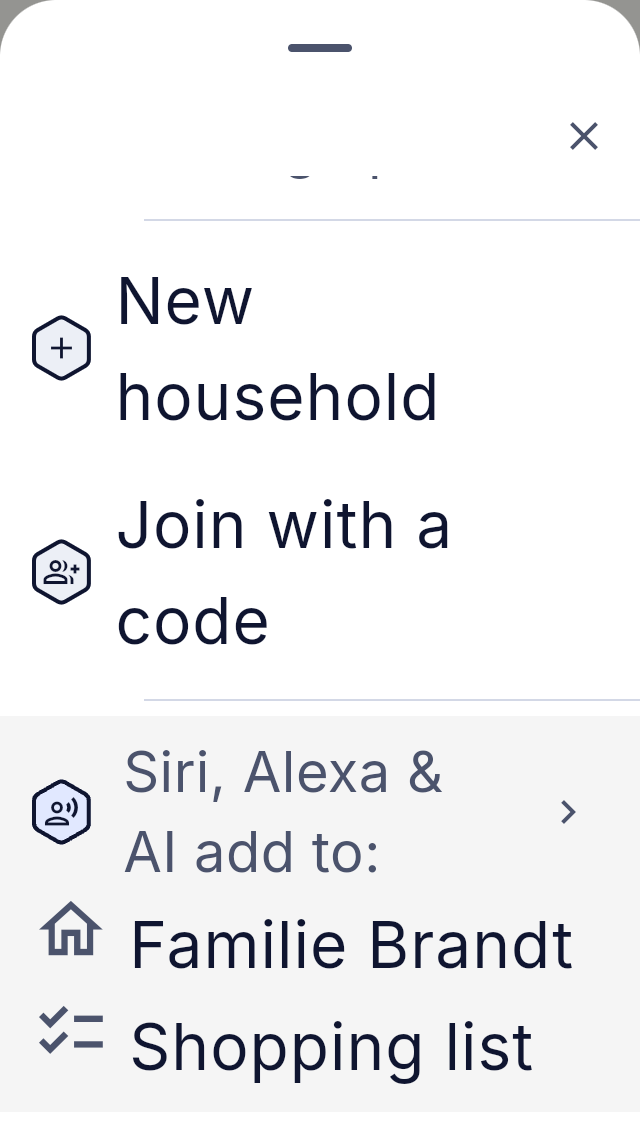 New
household
Join with a
code
Siri, Alexa &
AI add to:
Familie Brandt
Shopping list